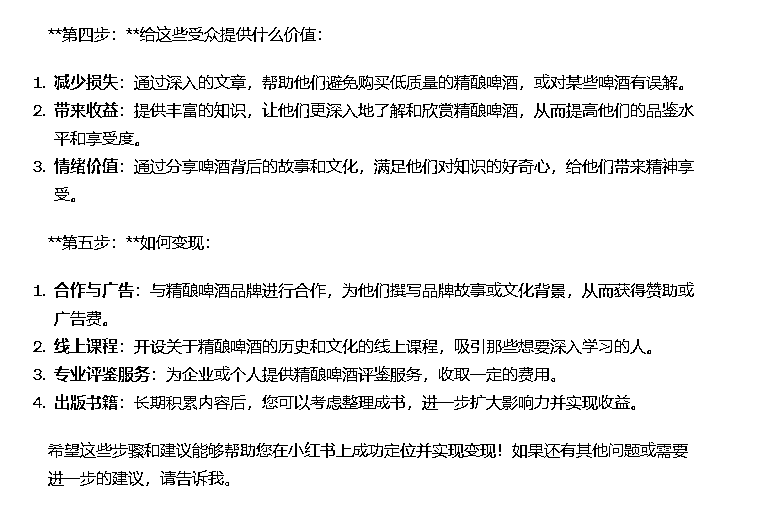 **第四步：**给这些受众提供什么价值：
1. 减少损失：通过深入的文章，帮助他们避免购买低质量的精酿啤酒，或对某些啤酒有误解。
2. 带来收益：提供丰富的知识，让他们更深入地了解和欣赏精酿啤酒，从而提高他们的品鉴水
平和享受度。
3. 情绪价值：通过分享啤酒背后的故事和文化，满足他们对知识的好奇心，给他们带来精神享
受。
**第五步：**如何变现：
1. 合作与广告：与精酿啤酒品牌进行合作，为他们撰写品牌故事或文化背景，从而获得赞助或
广告费。
2. 线上课程：开设关于精酿啤酒的历史和文化的线上课程，吸引那些想要深入学习的人。
3. 专业评鉴服务：为企业或个人提供精酿啤酒评鉴服务，收取一定的费用。
4. 出版书籍：长期积累内容后，您可以考虑整理成书，进一步扩大影响力并实现收益。
希望这些步骤和建议能够帮助您在小红书上成功定位并实现变现！如果还有其他问题或需要
进一步的建议，请告诉我。